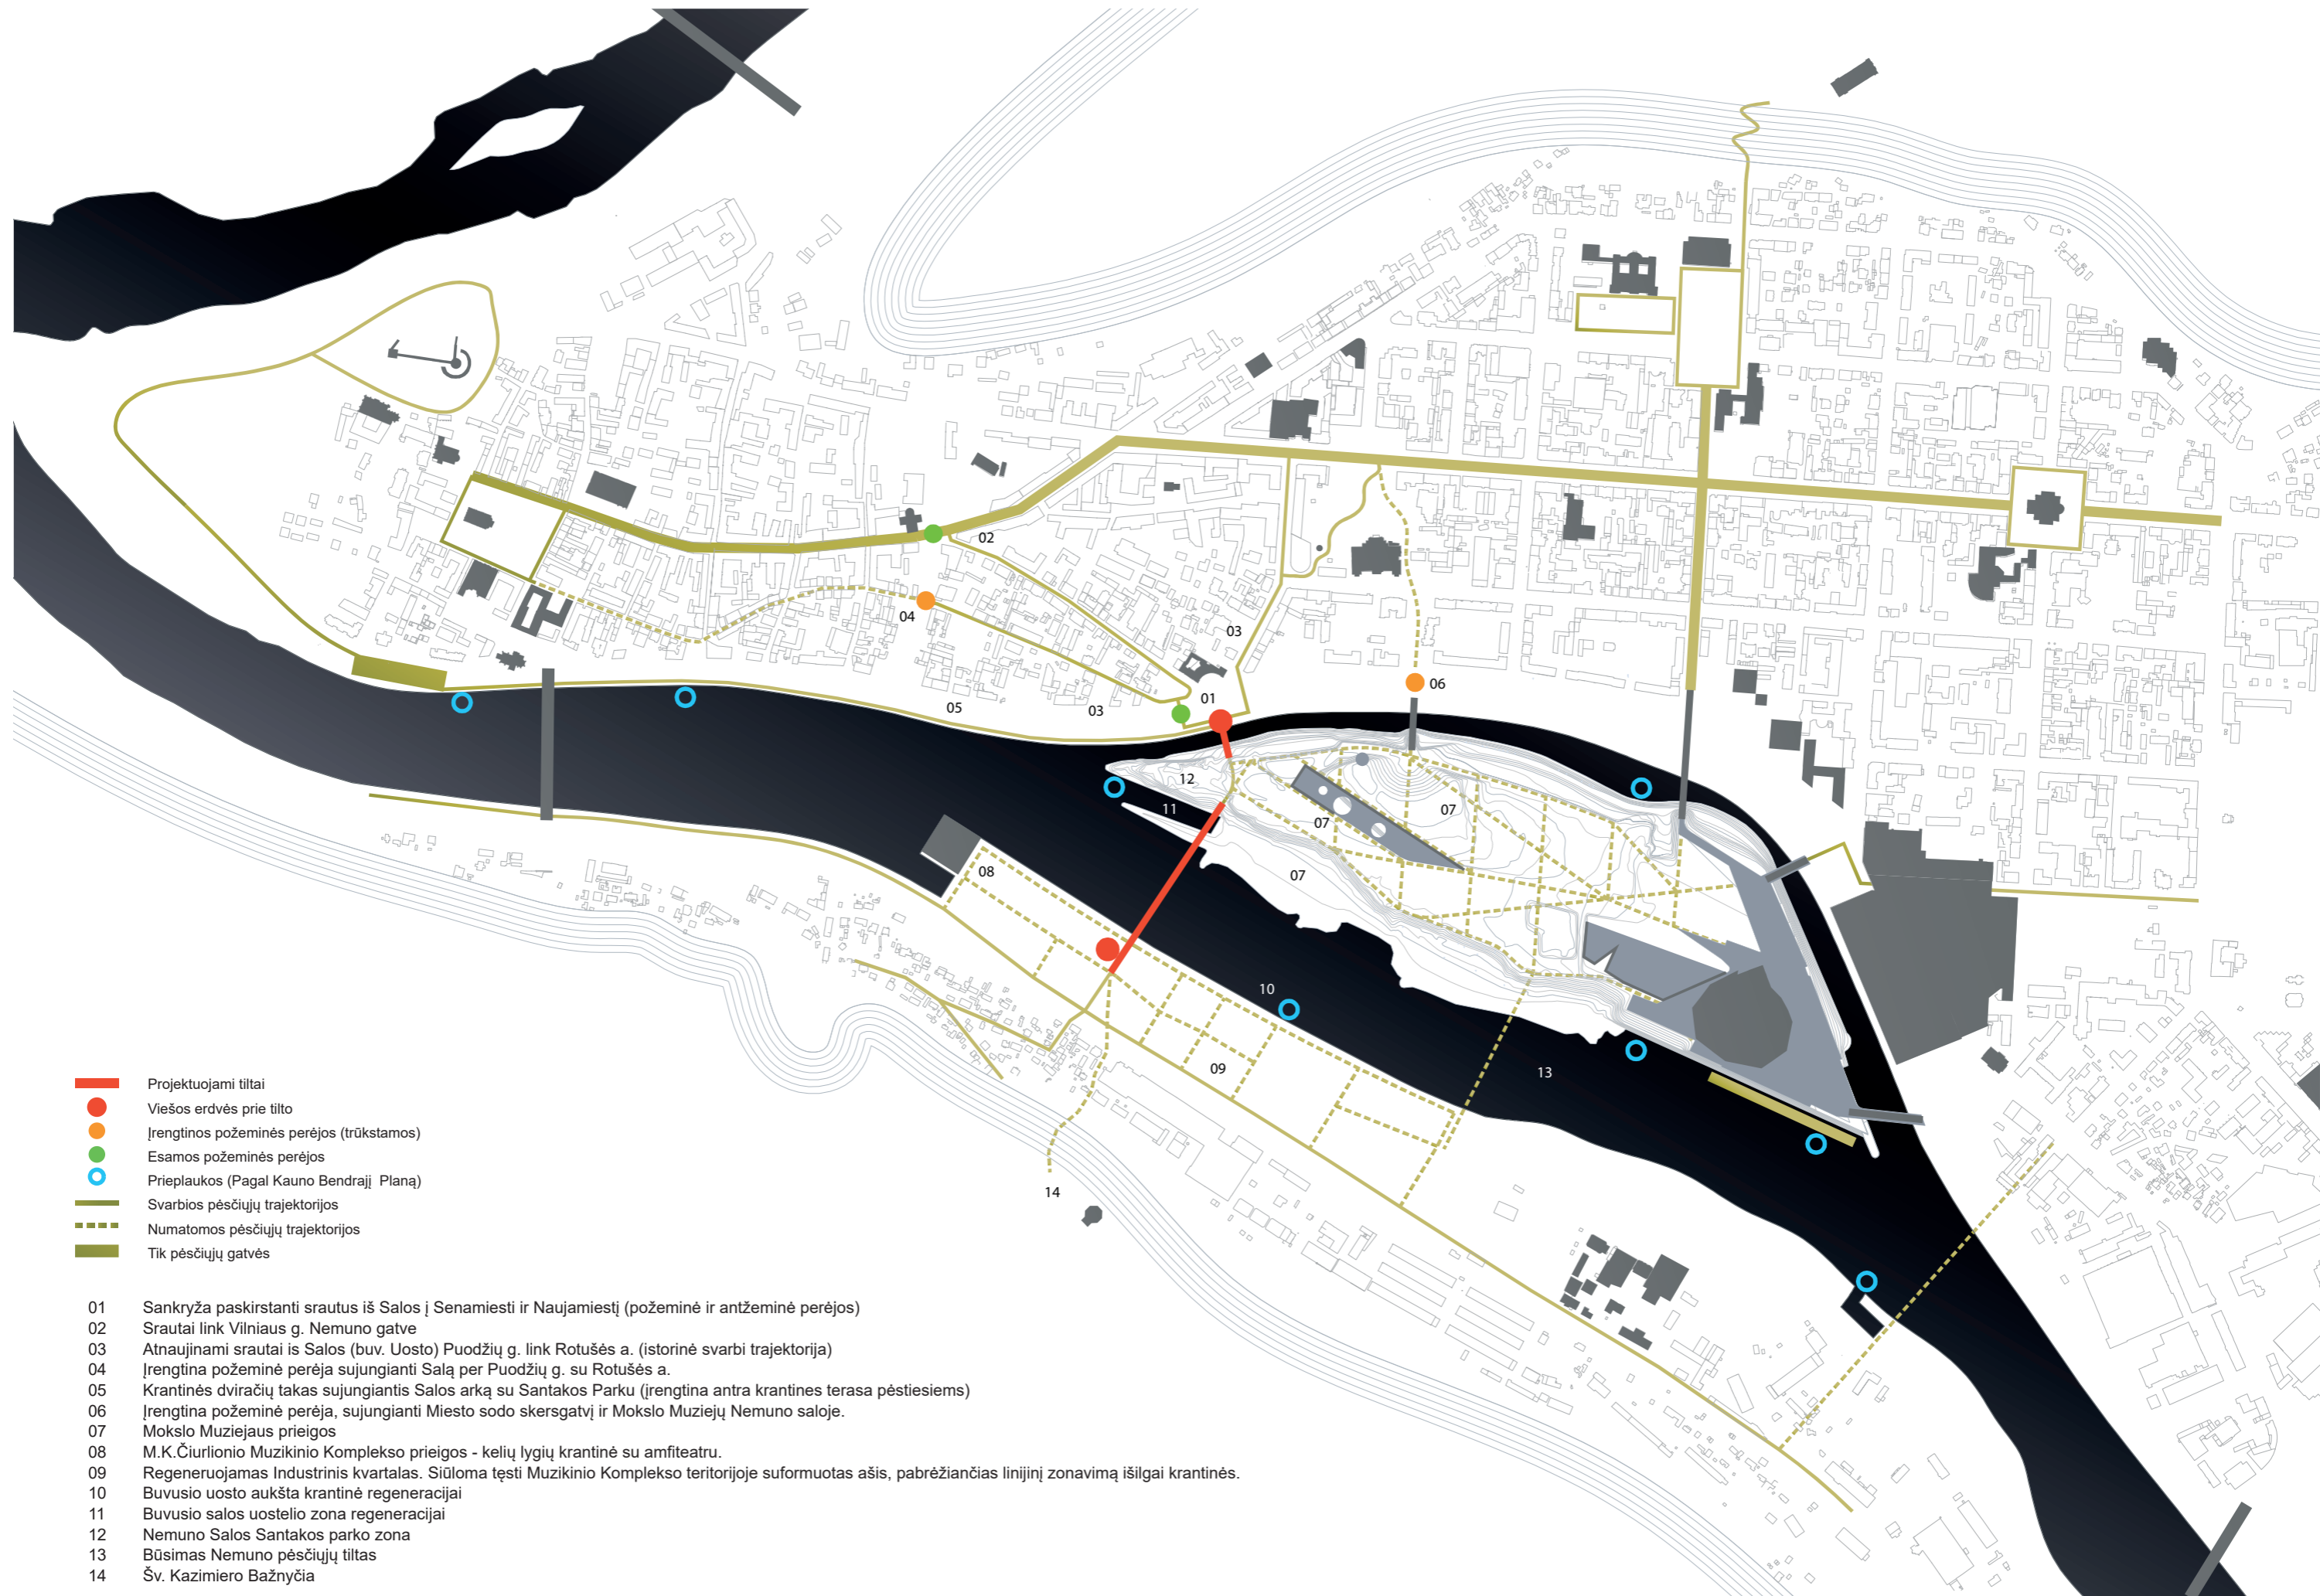 02
04
03
06
01
05
03
12
11
07
07
08
07
10
13
09
14
Projektuojami tiltai
Viešos erdvės prie tilto
Įrengtinos požeminės perėjos (trūkstamos)
Esamos požeminės perėjos
Prieplaukos (Pagal Kauno Bendrajį Planą)
Svarbios pėsčiųjų trajektorijos
Numatomos pėsčiųjų trajektorijos
Tik pėsčiųjų gatvės
01 Sankryža paskirstanti srautus iš Salos į Senamiesti ir Naujamiestį (požeminė ir antžeminė perėjos)
02 Srautai link Vilniaus g. Nemuno gatve
03 Atnaujinami srautai is Salos (buv. Uosto) Puodžių g. link Rotušės a. (istorinė svarbi trajektorija)
04 Įrengtina požeminė perėja sujungianti Salą per Puodžių g. su Rotušės a.
05 Krantinės dviračių takas sujungiantis Salos arką su Santakos Parku (įrengtina antra krantines terasa pėstiesiems)
06 Įrengtina požeminė perėja, sujungianti Miesto sodo skersgatvį ir Mokslo Muziejų Nemuno saloje.
07 Mokslo Muziejaus prieigos
08 M.K.Čiurlionio Muzikinio Komplekso prieigos - kelių lygių krantinė su amfiteatru.
09 Regeneruojamas Industrinis kvartalas. Siūloma tęsti Muzikinio Komplekso teritorijoje suformuotas ašis, pabrėžiančias linijinį zonavimą išilgai krantinės.
10 Buvusio uosto aukšta krantinė regeneracijai
11 Buvusio salos uostelio zona regeneracijai
12 Nemuno Salos Santakos parko zona
13 Būsimas Nemuno pėsčiųjų tiltas
14 Šv. Kazimiero Bažnyčia